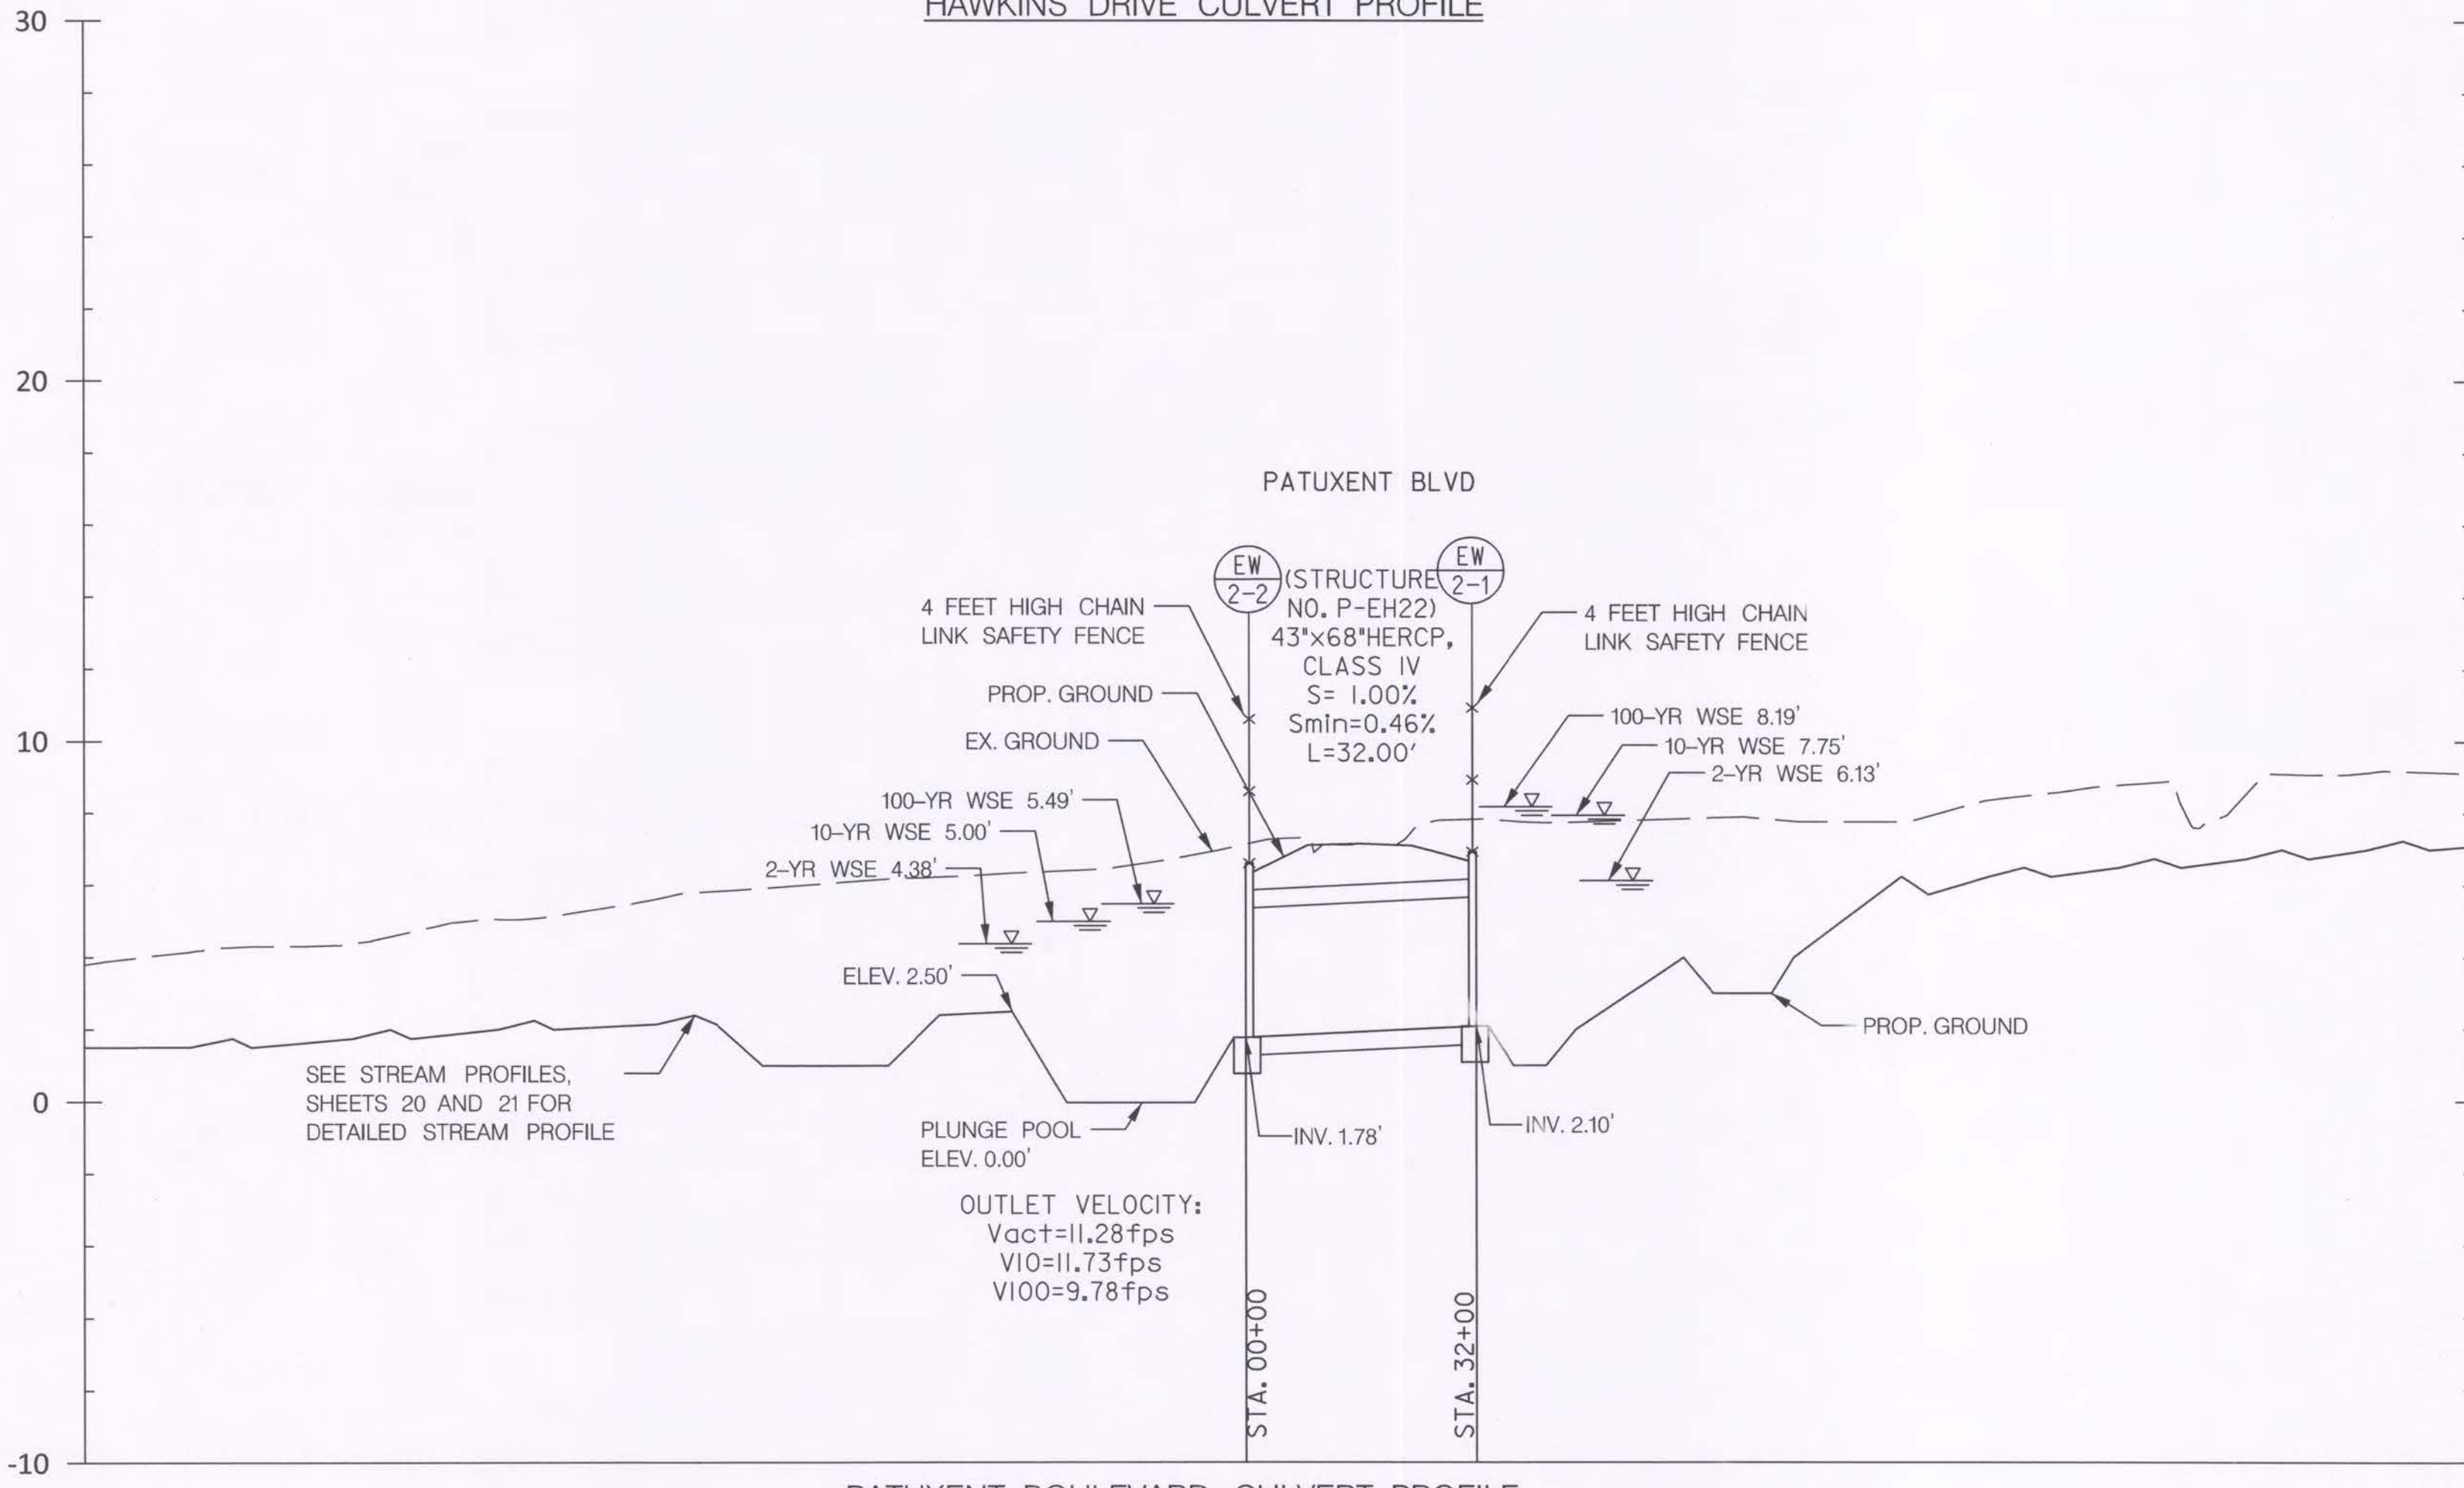 HAWKINS DRIVE CULVERT PROFILE
30
20
10
0
-10
PATUXENT BLVD
EW
2-2
EW
2-1
(STRUCTURE
NO. P-EH22)
43"x68"HERCP,
CLASS IV
S= 1.00%
Smin=0.46%
L=32.00'
4 FEET HIGH CHAIN
LINK SAFETY FENCE
PROP. GROUND
EX. GROUND
100-YR WSE 5.49'
10-YR WSE 5.00'
2-YR WSE 4.38'
ELEV. 2.50'
4 FEET HIGH CHAIN
LINK SAFETY FENCE
100-YR WSE 8.19'
10-YR WSE 7.75'
2-YR WSE 6.13'
PROP. GROUND
SEE STREAM PROFILES,
SHEETS 20 AND 21 FOR
DETAILED STREAM PROFILE
PLUNGE POOL
ELEV. 0.00'
INV. 1.78'
INV. 2.10'
OUTLET VELOCITY:
Vact=11.28fps
V10=11.73fps
V100=9.78fps
STA. 00+00
STA. 32+00
PATUXENT BOULEVARD CULVERT PROFILE